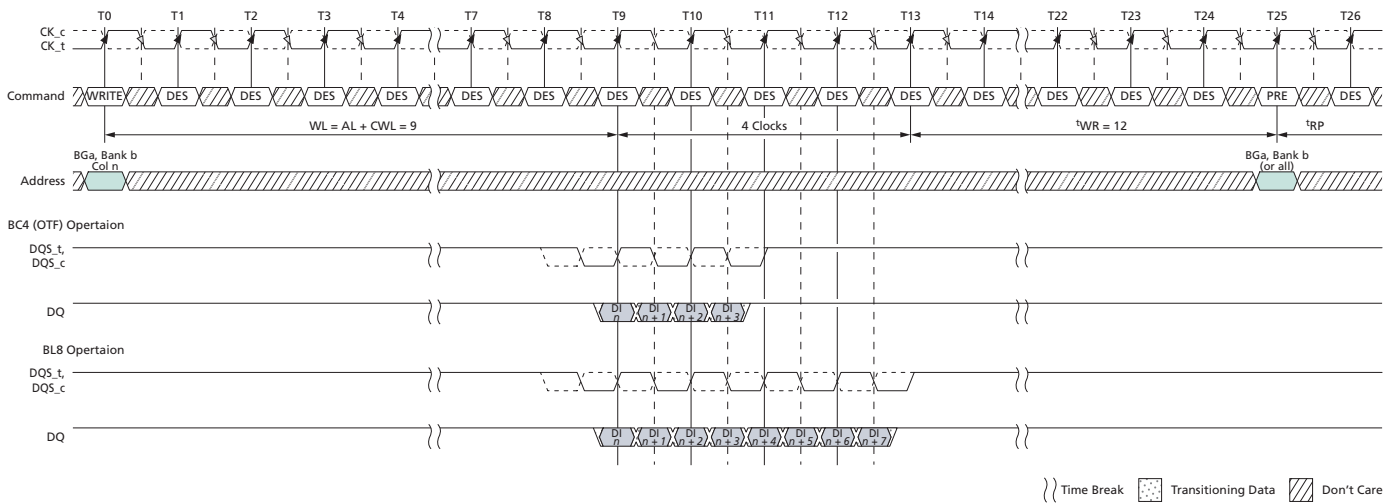 T0 T1 T2 T3 T4 T7 T8 T9 T10 T11 T12 T13 T14 T22 T23 T24 T25 T26
CK_c
CK_t
Command WRITE DES DES DES DES DES DES DES DES DES DES DES DES DES DES DES PRE DES
WL = AL + CWL = 9 4 Clocks tWR = 12 tRP
BGa, Bank b
Col n
BGa, Bank b
(or all)
Address
BC4 (OTF) Opertaion
DQS_t,
DQS_c
DQ DI n DI n + 1 DI n + 2 DI n + 3
BL8 Opertaion
DQS_t,
DQS_c
DQ DI n DI n + 1 DI n + 2 DI n + 3 DI n + 4 DI n + 5 DI n + 6 DI n + 7
Time Break Transitioning Data Don't Care